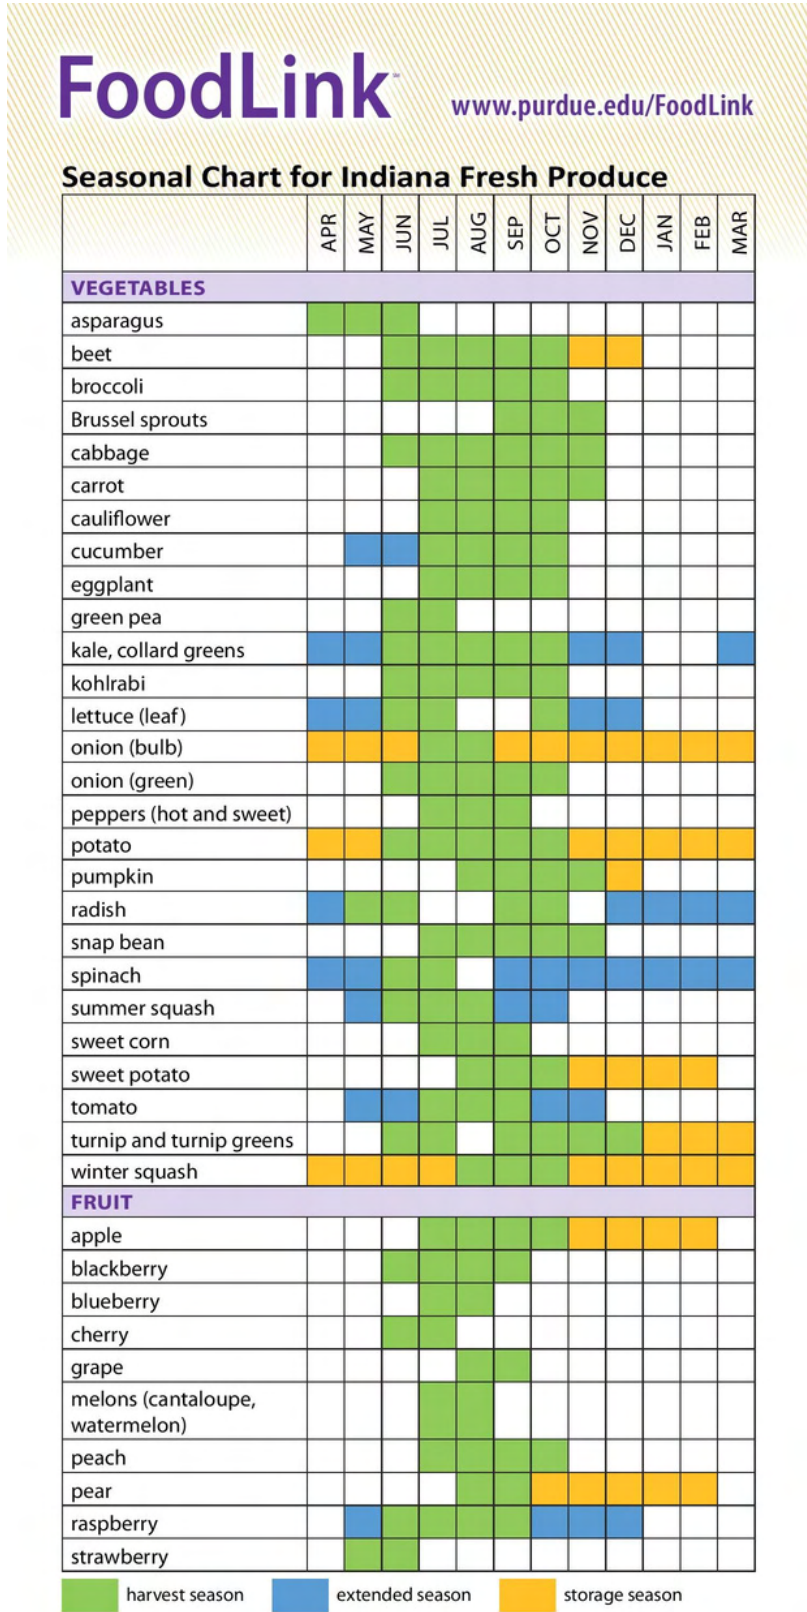 FoodLink℠
www.purdue.edu/FoodLink
Seasonal Chart for Indiana Fresh Produce
APR MAY JUN JUL AUG SEP OCT NOV DEC JAN FEB MAR
VEGETABLES
asparagus
beet
broccoli
Brussel sprouts
cabbage
carrot
cauliflower
cucumber
eggplant
green pea
kale, collard greens
kohlrabi
lettuce (leaf)
onion (bulb)
onion (green)
peppers (hot and sweet)
potato
pumpkin
radish
snap bean
spinach
summer squash
sweet corn
sweet potato
tomato
turnip and turnip greens
winter squash
FRUIT
apple
blackberry
blueberry
cherry
grape
melons (cantaloupe,
watermelon)
peach
pear
raspberry
strawberry
harvest season extended season storage season